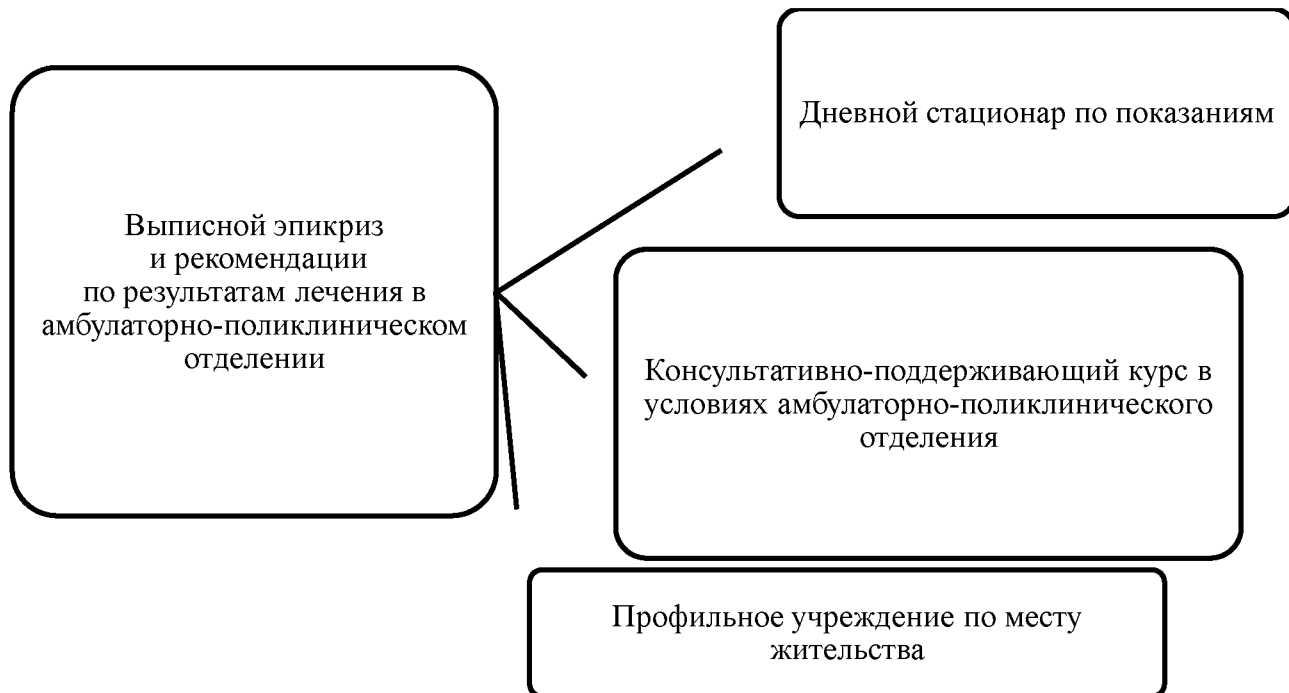 Выписной эпикриз
и рекомендации
по результатам лечения в
амбулаторно-поликлиническом
отделении
Дневной стационар по показаниям
Консультативно-поддерживающий курс в
условиях амбулаторно-поликлинического
отделения
Профильное учреждение по месту
жительства